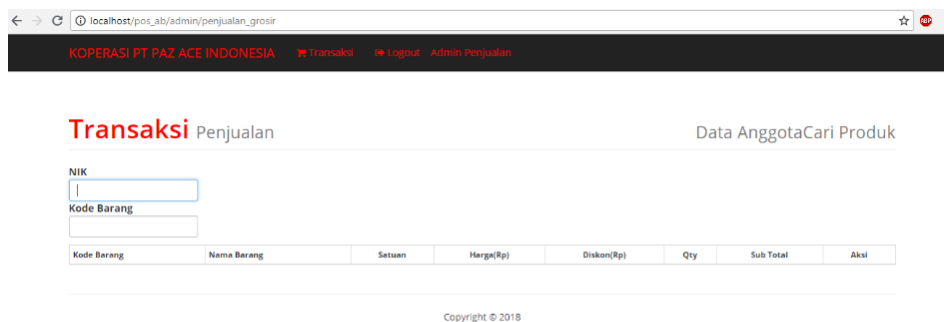 localhost/pos_ab/admin/penjualan_grosir
ABP
KOPERASI PT PAZ ACE INDONESIA Transaksi Logout Admin Penjualan
Transaksi Penjualan Data AnggotaCari Produk
NIK
Kode Barang
Kode Barang Nama Barang Satuan Harga(Rp) Diskon(Rp) Qty Sub Total Aksi
Copyright © 2018